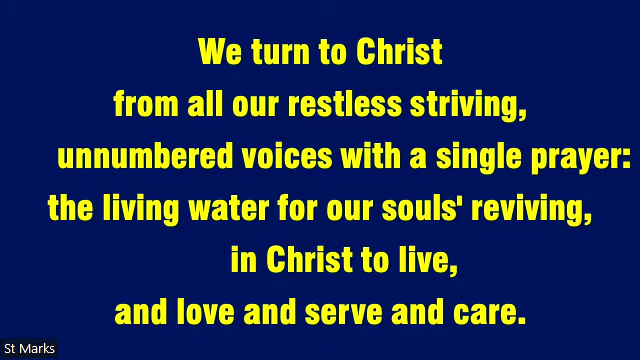 We turn to Christ
from all our restless striving,
unnumbered voices with a single prayer:
the living water for our souls' reviving,
in Christ to live,
and love and serve and care.
St Marks